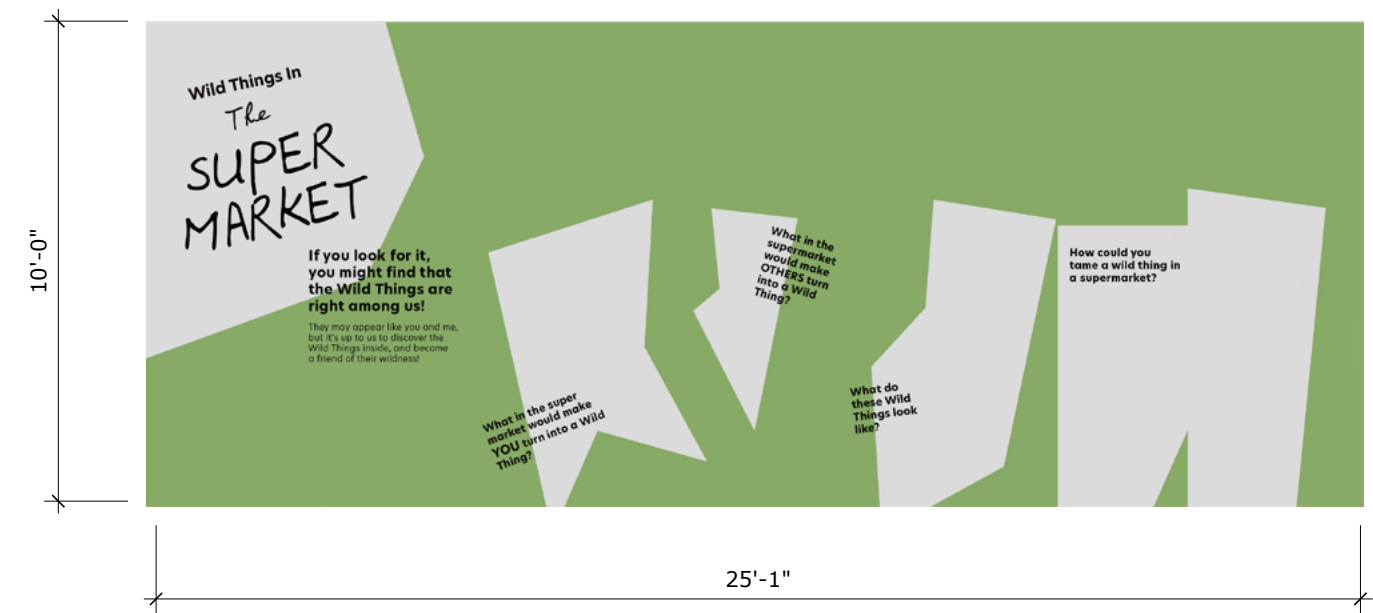 Wild Things In
The
SUPER
MARKET
If you look for it,
you might find that
the Wild Things are
right among us!
They may appear like you and me,
but it's up to us to discover the
Wild Things inside, and become
a friend of their wildness!
What in the super
market would make
YOU turn into a Wild
Thing?
What in the
supermarket
would make
OTHERS turn
into a Wild
Thing?
What do
these Wild
Things look
like?
How could you
tame a wild thing in
a supermarket?
10'-0"
25'-1"